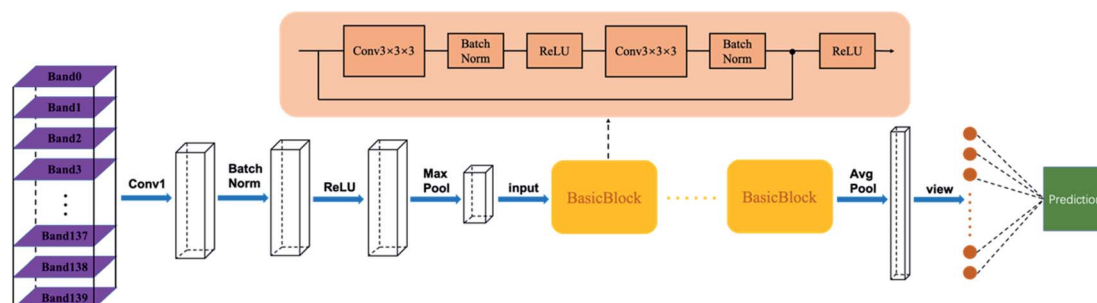 Conv3×3×3
Batch
Norm
ReLU
Conv3×3×3
Batch
Norm
ReLU
Band0
Band1
Band2
Band3
Band137
Band138
Band139
Conv1
Batch
Norm
ReLU
Max
Pool
input
BasicBlock
BasicBlock
Avg
Pool
view
Prediction